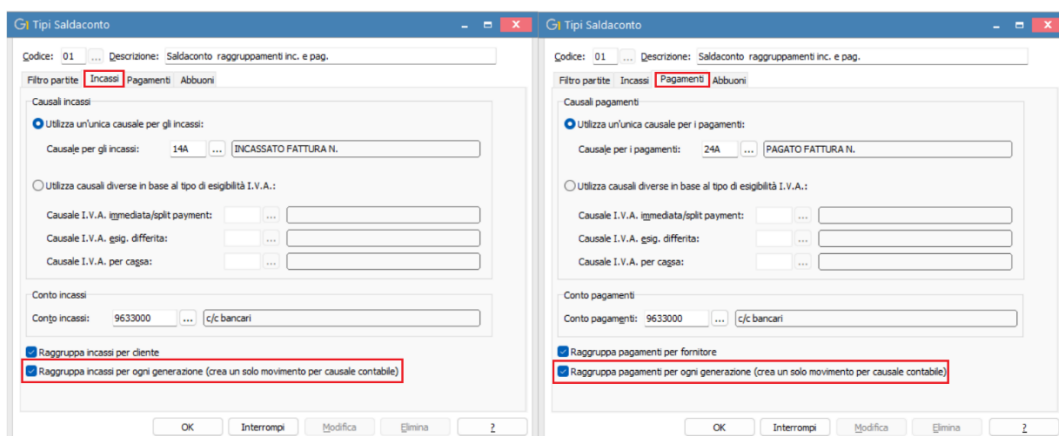 GI Tipi Saldaconto
Codice: 01 ... Descrizione: Saldaconto raggruppamenti inc. e pag.
Filtro partite Incassi Pagamenti Abbuoni
Causali incassi
Utilizza un'unica causale per gli incassi:
Causale per gli incassi: 14A ... INCASSATO FATTURA N.
Utilizza causali diverse in base al tipo di esigibilità I.V.A.:
Causale I.V.A. immediata/split payment: ...
Causale I.V.A. esig. differita: ...
Causale I.V.A. per cassa: ...
Conto incassi
Conto incassi: 9633000 ... c/c bancari
Raggruppa incassi per cliente
Raggruppa incassi per ogni generazione (crea un solo movimento per causale contabile)
OK Interrompi Modifica Elimina ?
GI Tipi Saldaconto
Codice: 01 ... Descrizione: Saldaconto raggruppamenti inc. e pag.
Filtro partite Incassi Pagamenti Abbuoni
Causali pagamenti
Utilizza un'unica causale per i pagamenti:
Causale per i pagamenti: 24A ... PAGATO FATTURA N.
Utilizza causali diverse in base al tipo di esigibilità I.V.A.:
Causale I.V.A. immediata/split payment: ...
Causale I.V.A. esig. differita: ...
Causale I.V.A. per cassa: ...
Conto pagamenti
Conto pagamenti: 9633000 ... c/c bancari
Raggruppa pagamenti per fornitore
Raggruppa pagamenti per ogni generazione (crea un solo movimento per causale contabile)
OK Interrompi Modifica Elimina ?